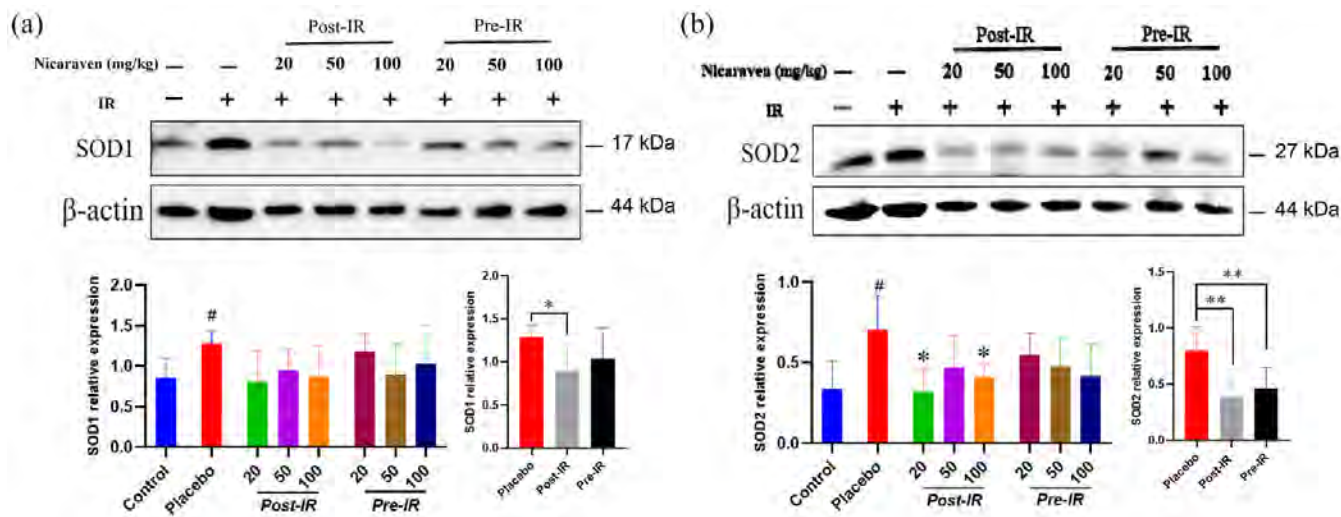 (a)
Post-IR Pre-IR
Nicaraven (mg/kg) — — 20 50 100 20 50 100
IR — + + + + + + +
SOD1 — 17 kDa
β-actin — 44 kDa
SOD1 relative expression
2.0
1.5
1.0
0.5
0.0
#
Control Placebo 20 50 100 20 50 100
Post-IR Pre-IR
SOD1 relative expression
2.0
1.5
1.0
0.5
0.0
*
Placebo Post-IR Pre-IR
(b)
Post-IR Pre-IR
Nicaraven (mg/kg) — — 20 50 100 20 50 100
IR — + + + + + + +
SOD2 — 27 kDa
β-actin — 44 kDa
SOD2 relative expression
1.0
0.5
0.0
#
* *
Control Placebo 20 50 100 20 50 100
Post-IR Pre-IR
SOD2 relative expression
1.5
1.0
0.5
0.0
**
**
Placebo Post-IR Pre-IR